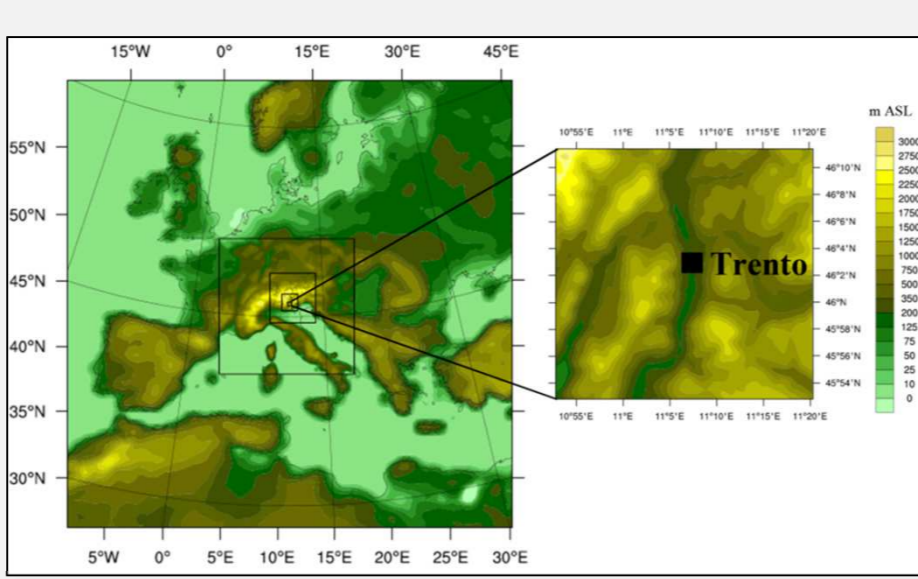 15°W 0° 15°E 30°E 45°E
55°N
50°N
45°N
40°N
35°N
30°N
5°W 0° 5°E 10°E 15°E 20°E 25°E 30°E
10°55'E 11°E 11°5'E 11°10'E 11°15'E 11°20'E
46°10'N
46°8'N
46°6'N
46°4'N
46°2'N
46°N
45°58'N
45°56'N
45°54'N
Trento
10°55'E 11°E 11°5'E 11°10'E 11°15'E 11°20'E
m ASL
3000
2750
2500
2250
2000
1750
1500
1250
1000
750
500
350
200
125
75
50
25
10
0